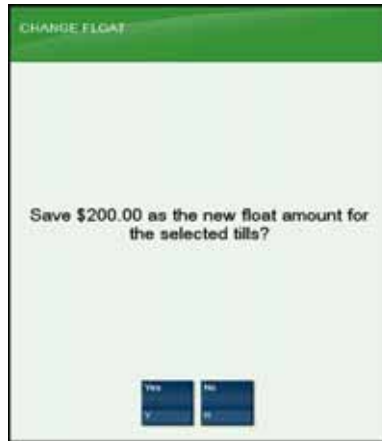 CHANGE FLOAT
Save $200.00 as the new float amount for
the selected tills?
Yes No
Y N